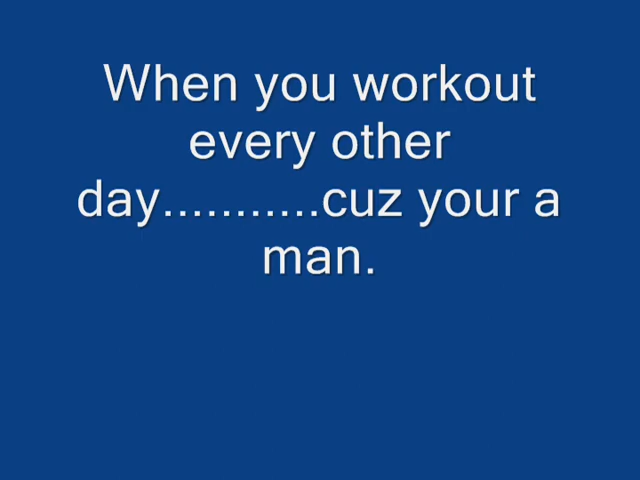 When you workout
every other
day...........cuz your a
man.